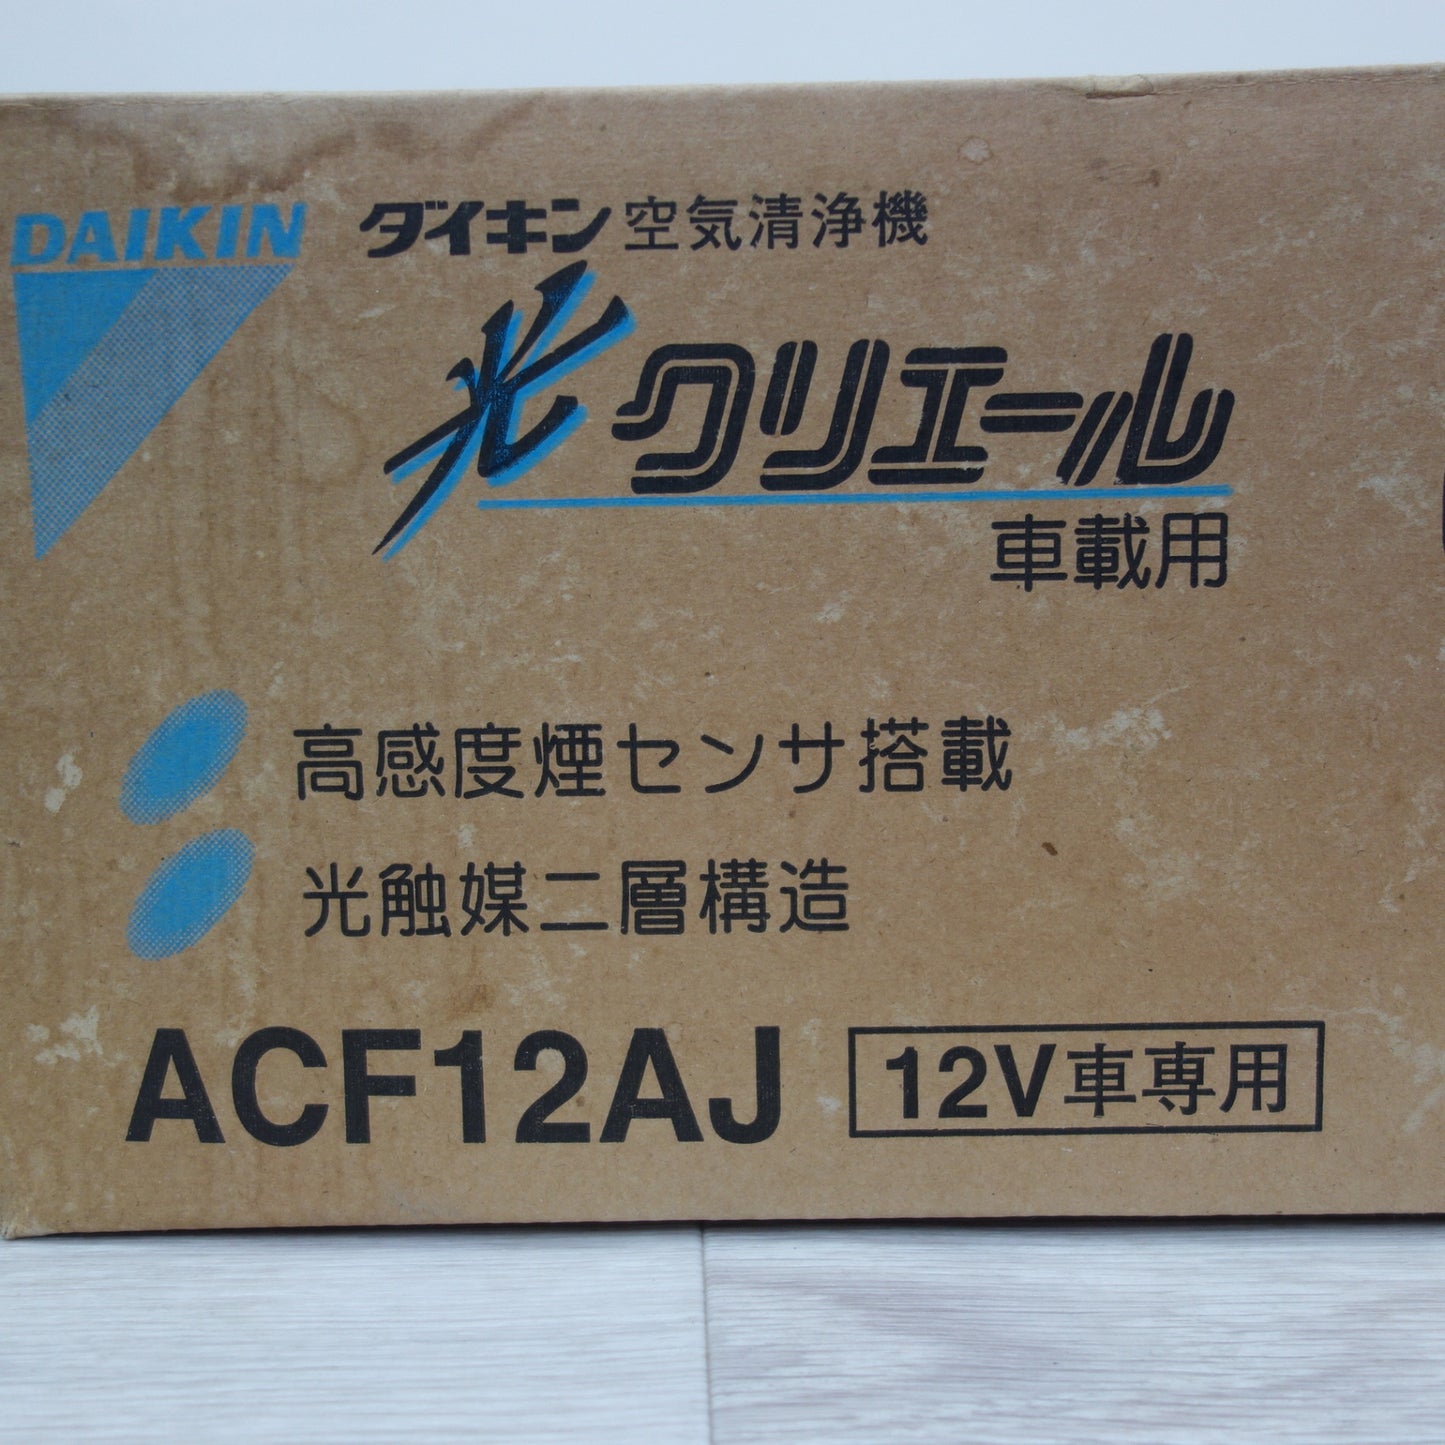 DAIKIN
ダイキン空気清浄機
光クリエール
車載用
高感度煙センサ搭載
光触媒二層構造
ACF12AJ
12V車専用